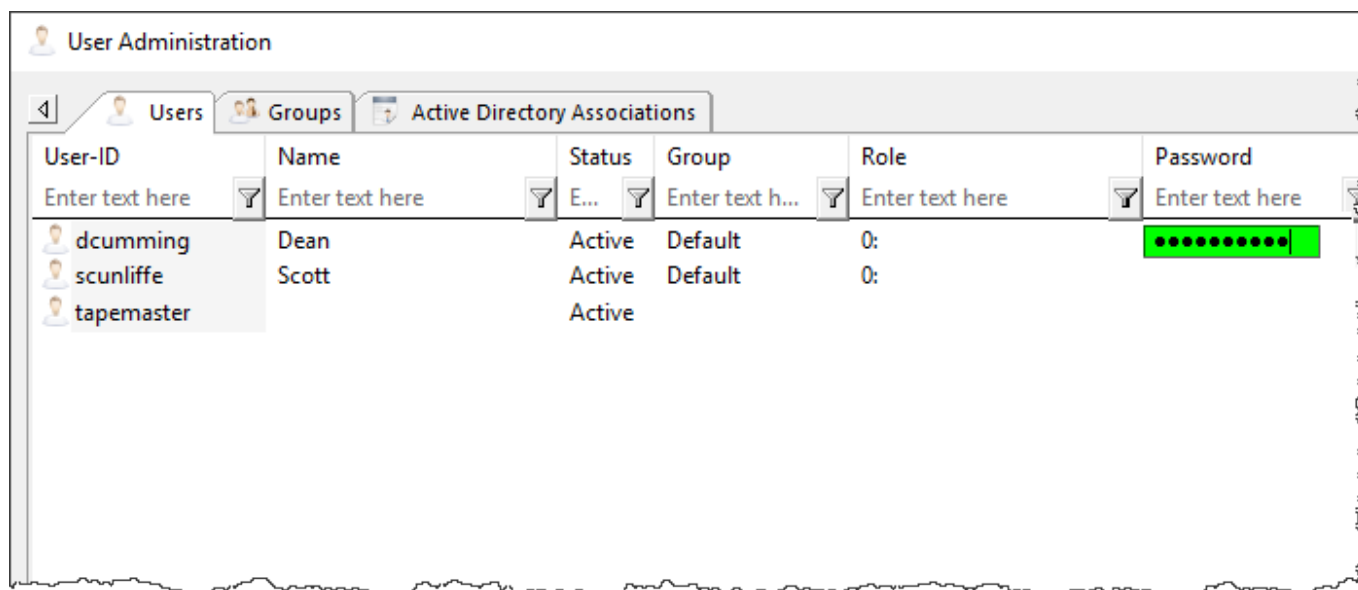 User Administration
Users Groups Active Directory Associations
User-ID Name Status Group Role Password
Enter text here Enter text here E... Enter text h... Enter text here Enter text here
dcumming Dean Active Default 0: ●●●●●●●●●●
scunliffe Scott Active Default 0:
tapemaster Active